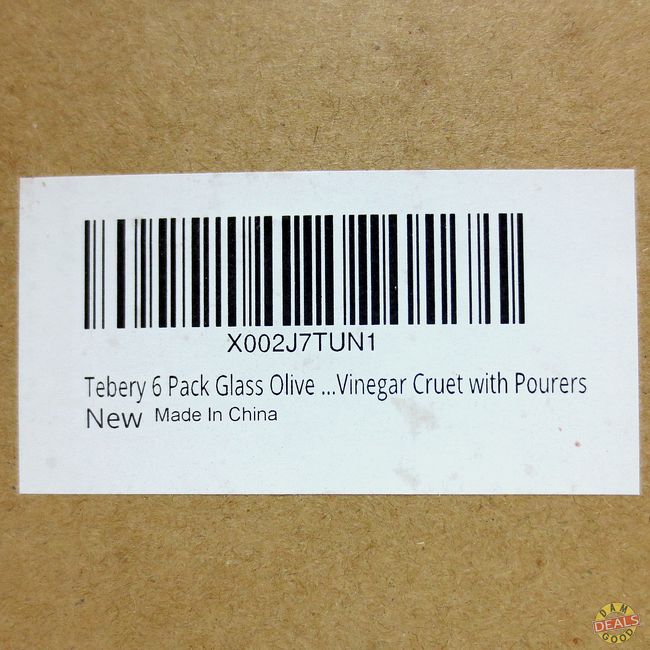 X002J7TUN1
Tebery 6 Pack Glass Olive ...Vinegar Cruet with Pourers
New Made In China
DAM
DEALS
GOOD